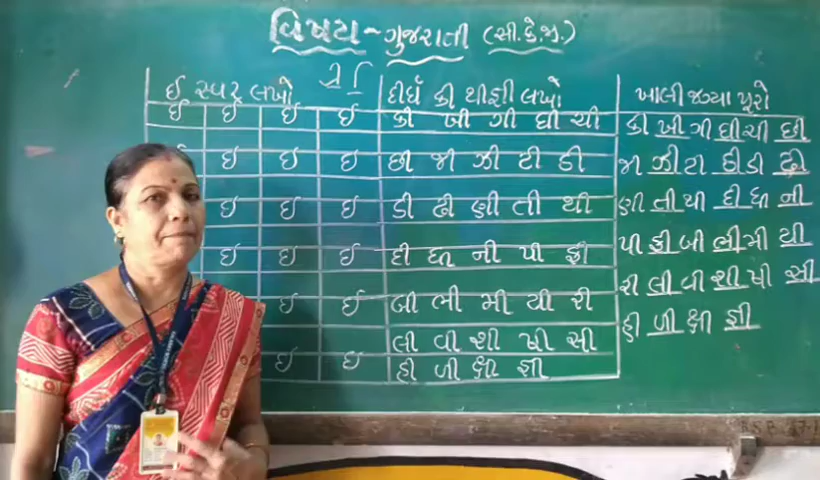 વિષય - ગુજરાતી (સી.કે.જી.)
ઈ સ્વર લખો
ઈ ઈ ઈ ઈ
ઈ ઈ ઈ
ઈ ઈ ઈ
ઈ ઈ ઈ
ઈ ઈ
ઈ ઈ
દીર્ઘ કી થી જ્ઞી લખો
કી ખી ગી ઘી ચી
છી જી ઝી ટી ઠી
ડી ઢી ણી તી થી
દી ધી ની પી ફી
બી ભી મી યી રી
લી વી શી ષી સી
હી ળી ક્ષી જ્ઞી
ખાલી જગ્યા પૂરો
કી ખી ગી ઘી ચી છી
જી ઝી ટી ઠી ડી ઢી
ણી તી થી દી ધી ની
પી ફી બી ભી મી યી
રી લી વી શી ષી સી
હી ળી ક્ષી જ્ઞી